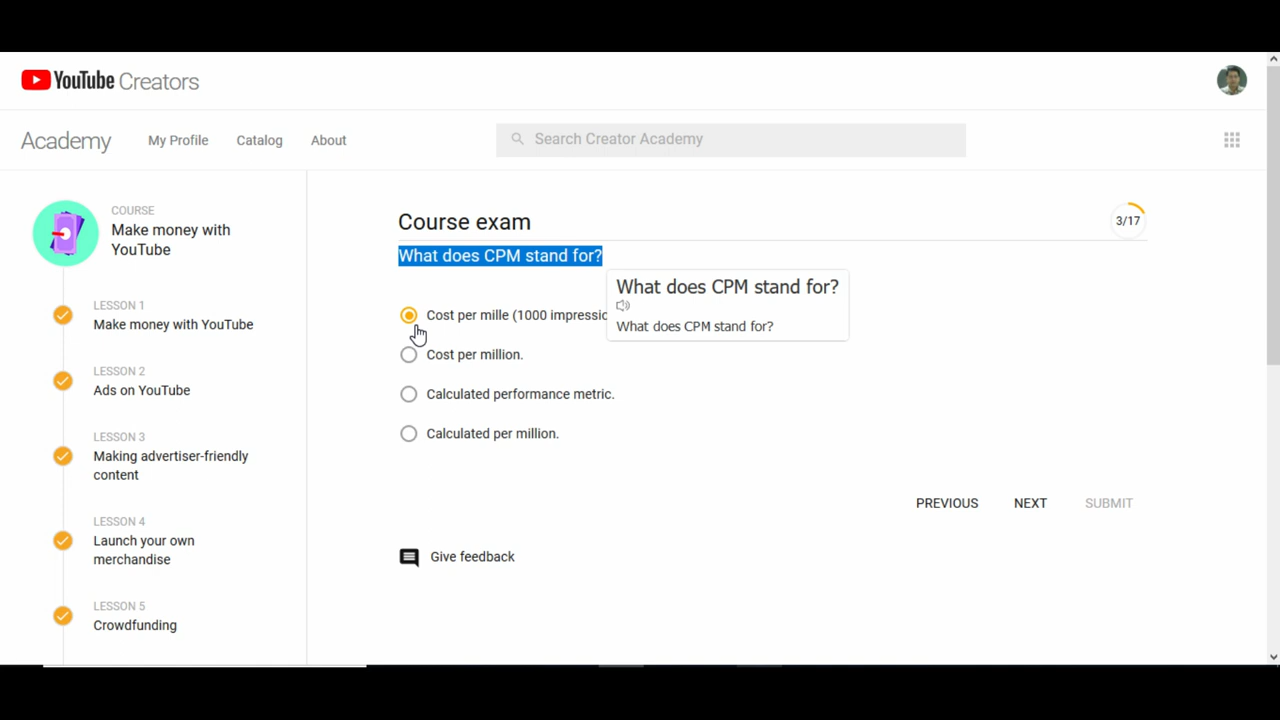 YouTube Creators
Academy
My Profile
Catalog
About
Search Creator Academy
COURSE
Make money with
YouTube
LESSON 1
Make money with YouTube
LESSON 2
Ads on YouTube
LESSON 3
Making advertiser-friendly
content
LESSON 4
Launch your own
merchandise
LESSON 5
Crowdfunding
Course exam
3/17
What does CPM stand for?
What does CPM stand for?
What does CPM stand for?
Cost per mille (1000
Cost per million.
Calculated performance metric.
Calculated per million.
PREVIOUS
NEXT
SUBMIT
Give feedback